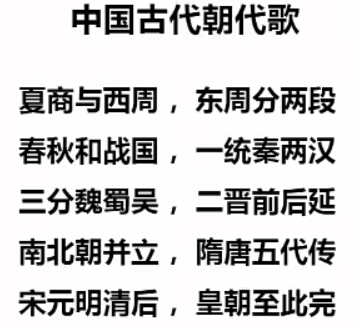 中国古代朝代歌
夏商与西周，东周分两段
春秋和战国，一统秦两汉
三分魏蜀吴，二晋前后延
南北朝并立，隋唐五代传
宋元明清后，皇朝至此完